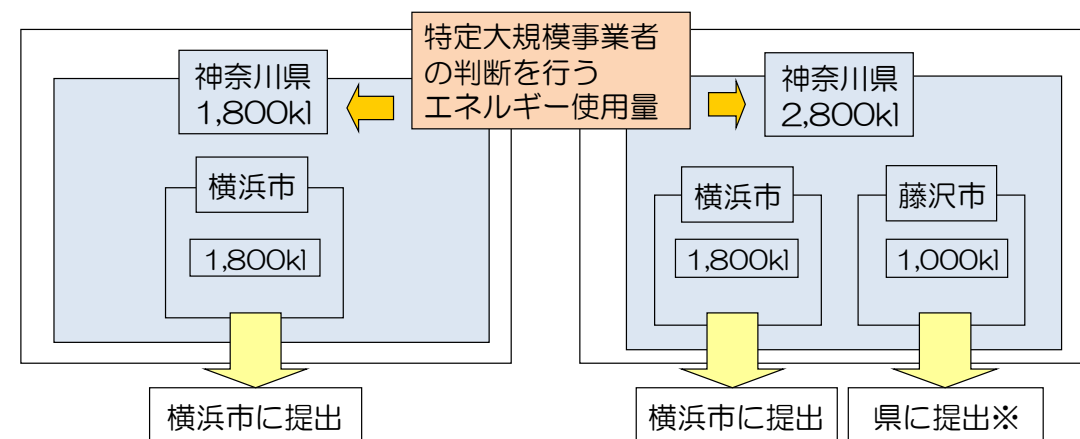 特定大規模事業者
の判断を行う
エネルギー使用量
神奈川県
1,800kl
横浜市
1,800kl
横浜市に提出
神奈川県
2,800kl
横浜市
1,800kl
藤沢市
1,000kl
横浜市に提出
県に提出※